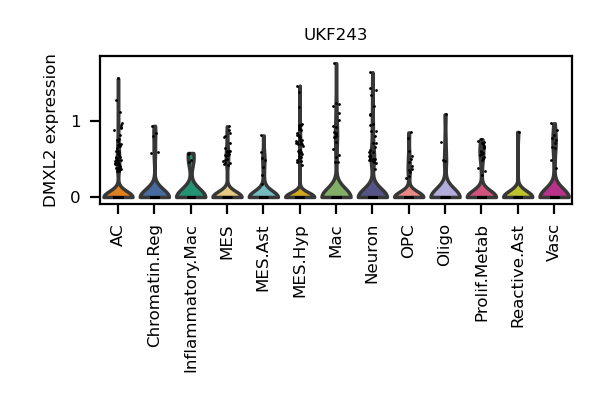 UKF243
DMXL2 expression
1
0
AC
Chromatin.Reg
Inflammatory.Mac
MES
MES.Ast
MES.Hyp
Mac
Neuron
OPC
Oligo
Prolif.Metab
Reactive.Ast
Vasc